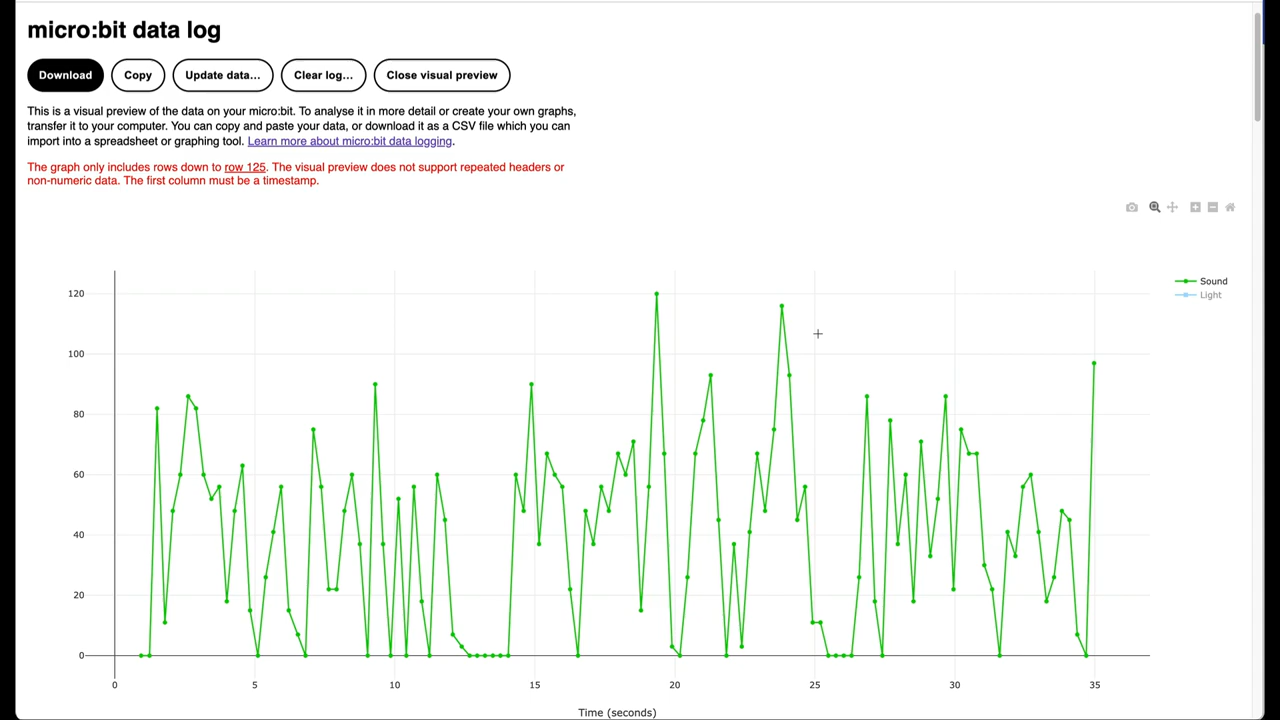 micro:bit data log
Download Copy Update data... Clear log... Close visual preview
This is a visual preview of the data on your micro:bit. To analyse it in more detail or create your own graphs,
transfer it to your computer. You can copy and paste your data, or download it as a CSV file which you can
import into a spreadsheet or graphing tool. Learn more about micro:bit data logging.
The graph only includes rows down to row 125. The visual preview does not support repeated headers or
non-numeric data. The first column must be a timestamp.
Sound
Light
120
100
80
60
40
20
0
0 5 10 15 20 25 30 35
Time (seconds)